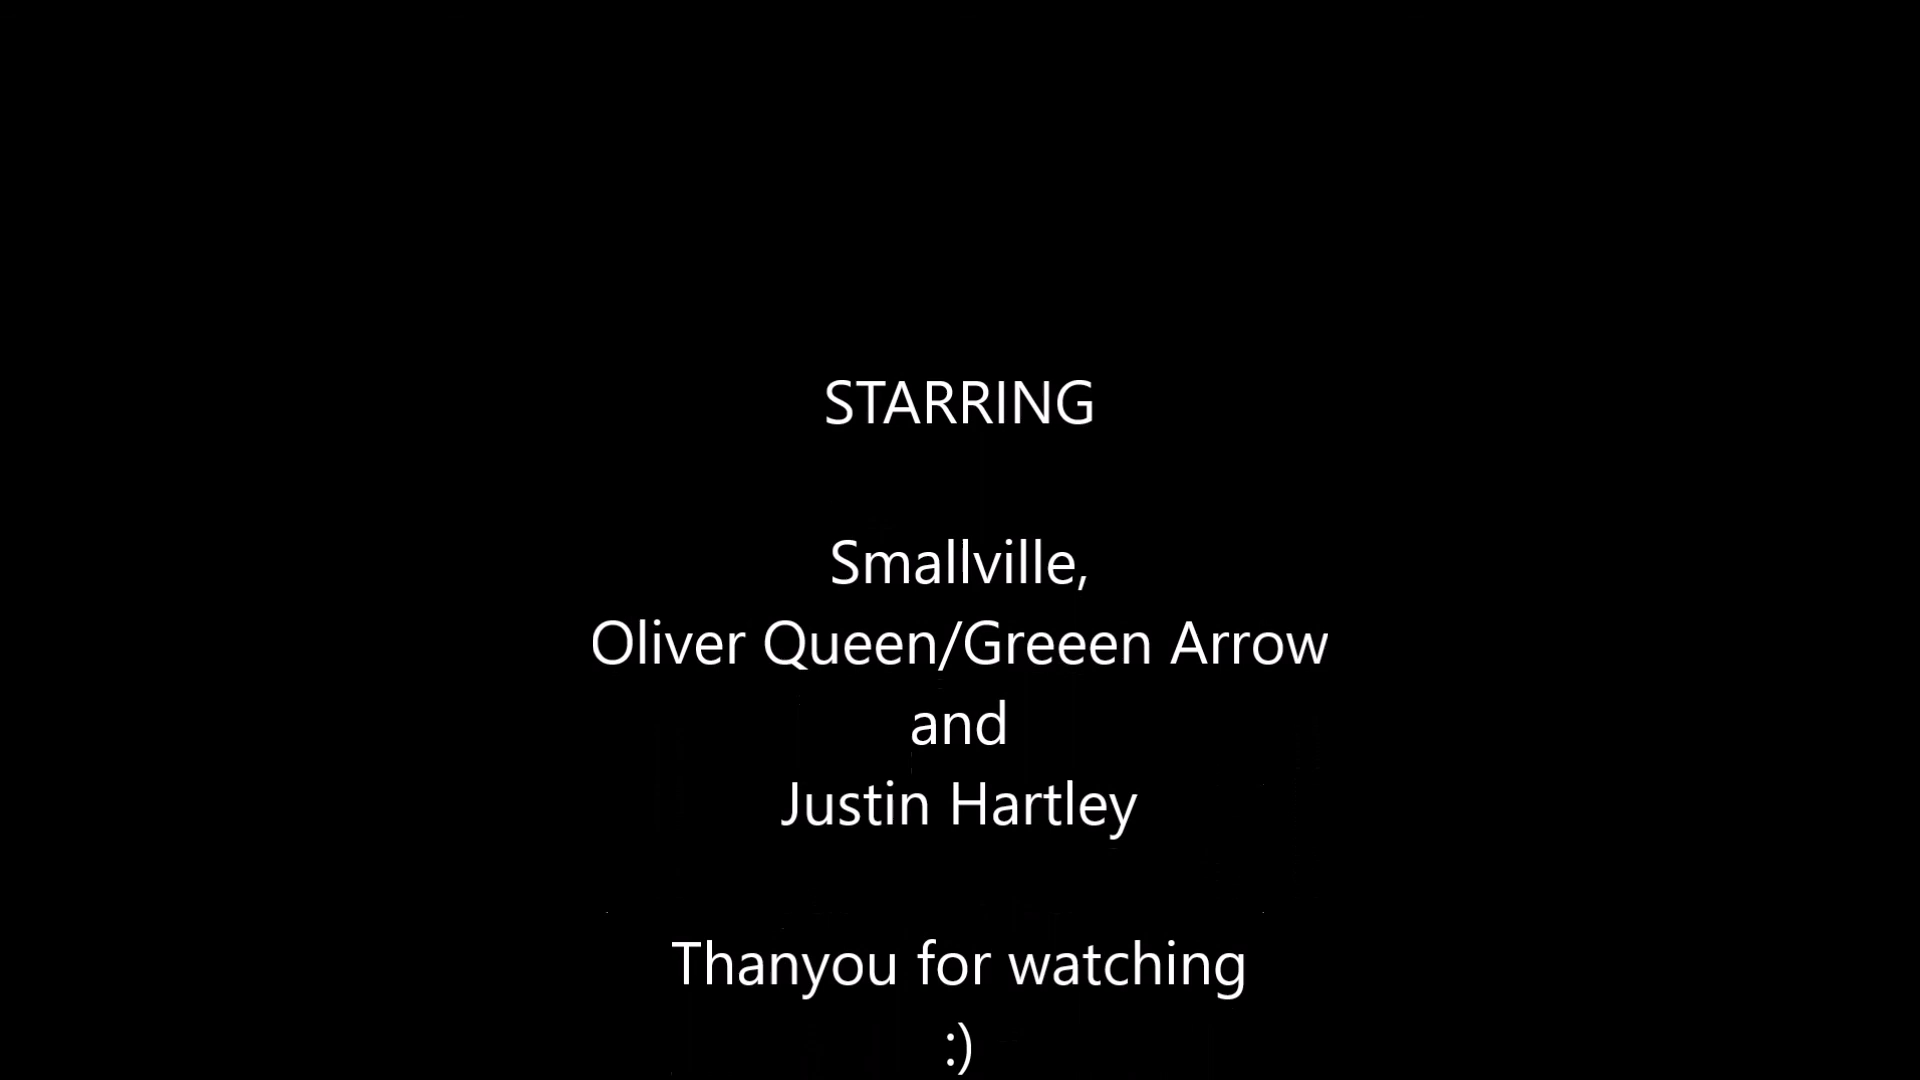 STARRING
Smallville,
Oliver Queen/Greeen Arrow
and
Justin Hartley
Thanyou for watching
:)